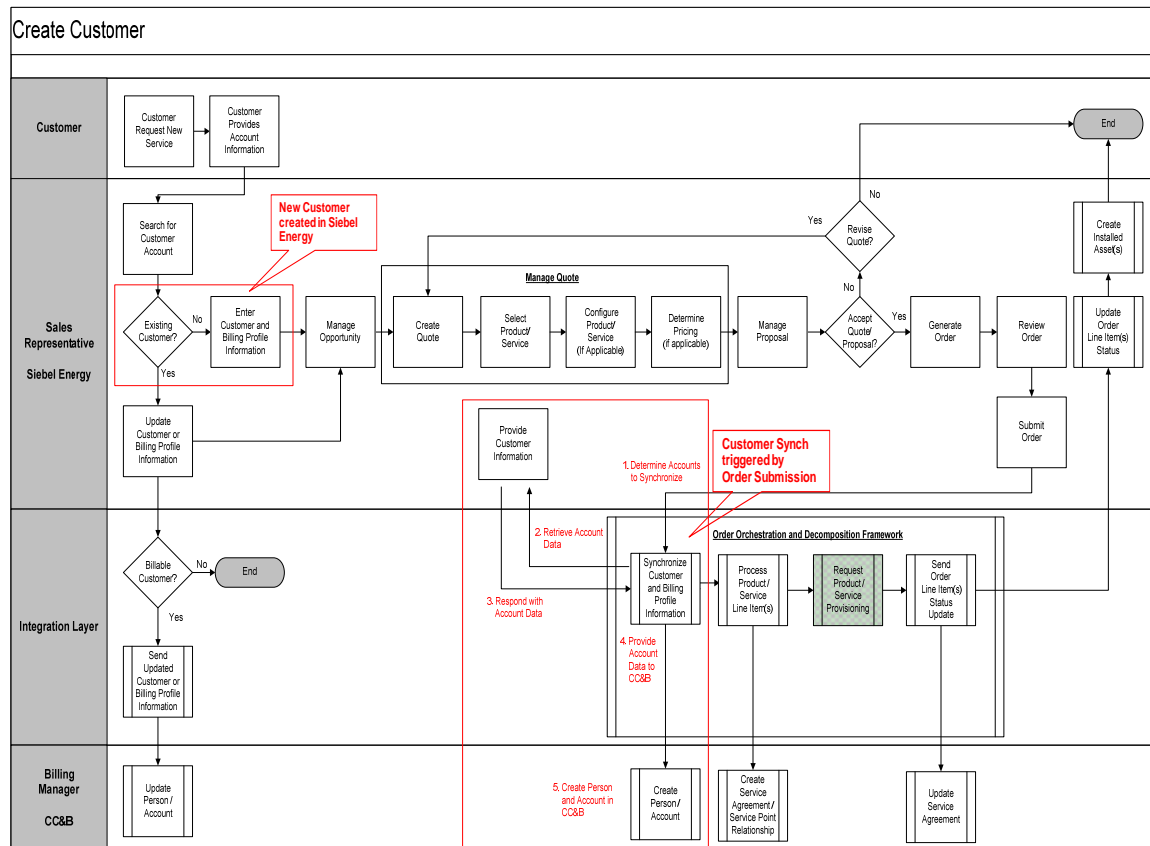 Create Customer
Customer
Customer
Request New
Service
Customer
Provides
Account
Information
End
Sales
Representative
Siebel Energy
Search for
Customer
Account
New Customer
created in Siebel
Energy
Existing
Customer?
No
Yes
Enter
Customer and
Billing Profile
Information
Manage
Opportunity
Manage Quote
Create
Quote
Select
Product/
Service
Configure
Product/
Service
(If Applicable)
Determine
Pricing
(if applicable)
Manage
Proposal
Accept
Quote/
Proposal?
No
Yes
Revise
Quote?
Yes
No
Generate
Order
Review
Order
Submit
Order
Create
Installed
Asset(s)
Update
Order
Line Item(s)
Status
Update
Customer or
Billing Profile
Information
Provide
Customer
Information
1. Determine Accounts
to Synchronize
Customer Synch
triggered by
Order Submission
Integration Layer
Billable
Customer?
No
End
Yes
Send
Updated
Customer or
Billing Profile
Information
2. Retrieve Account
Data
3. Respond with
Account Data
4. Provide
Account
Data to
CC&B
Order Orchestration and Decomposition Framework
Synchronize
Customer
and Billing
Profile
Information
Process
Product/
Service
Line Item(s)
Request
Product/
Service
Provisioning
Send
Order
Line Item(s)
Status
Update
Billing
Manager
CC&B
Update
Person /
Account
5. Create Person
and Account in
CC&B
Create
Person /
Account
Create
Service
Agreement /
Service Point
Relationship
Update
Service
Agreement